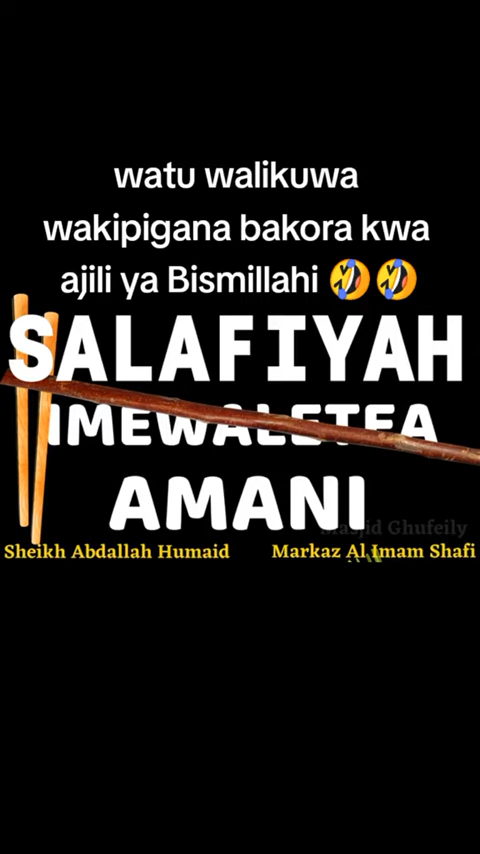 watu walikuwa
wakipigana bakora kwa
ajili ya Bismillahi 🤣🤣
SALAFIYAH
IMEWALETEA
AMANI
Masjid Ghufeily
Sheikh Abdallah Humaid Markaz Al Imam Shafi